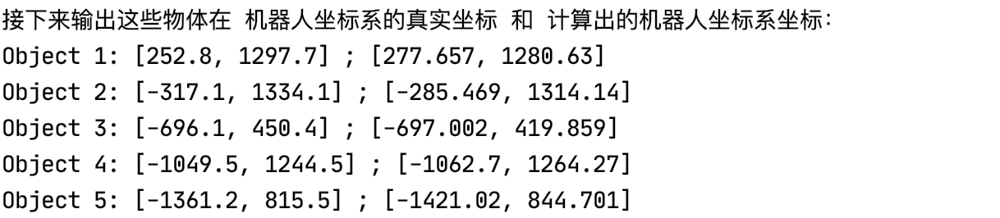 接下来输出这些物体在 机器人坐标系的真实坐标 和 计算出的机器人坐标系坐标：
Object 1: [252.8, 1297.7] ; [277.657, 1280.63]
Object 2: [-317.1, 1334.1] ; [-285.469, 1314.14]
Object 3: [-696.1, 450.4] ; [-697.002, 419.859]
Object 4: [-1049.5, 1244.5] ; [-1062.7, 1264.27]
Object 5: [-1361.2, 815.5] ; [-1421.02, 844.701]